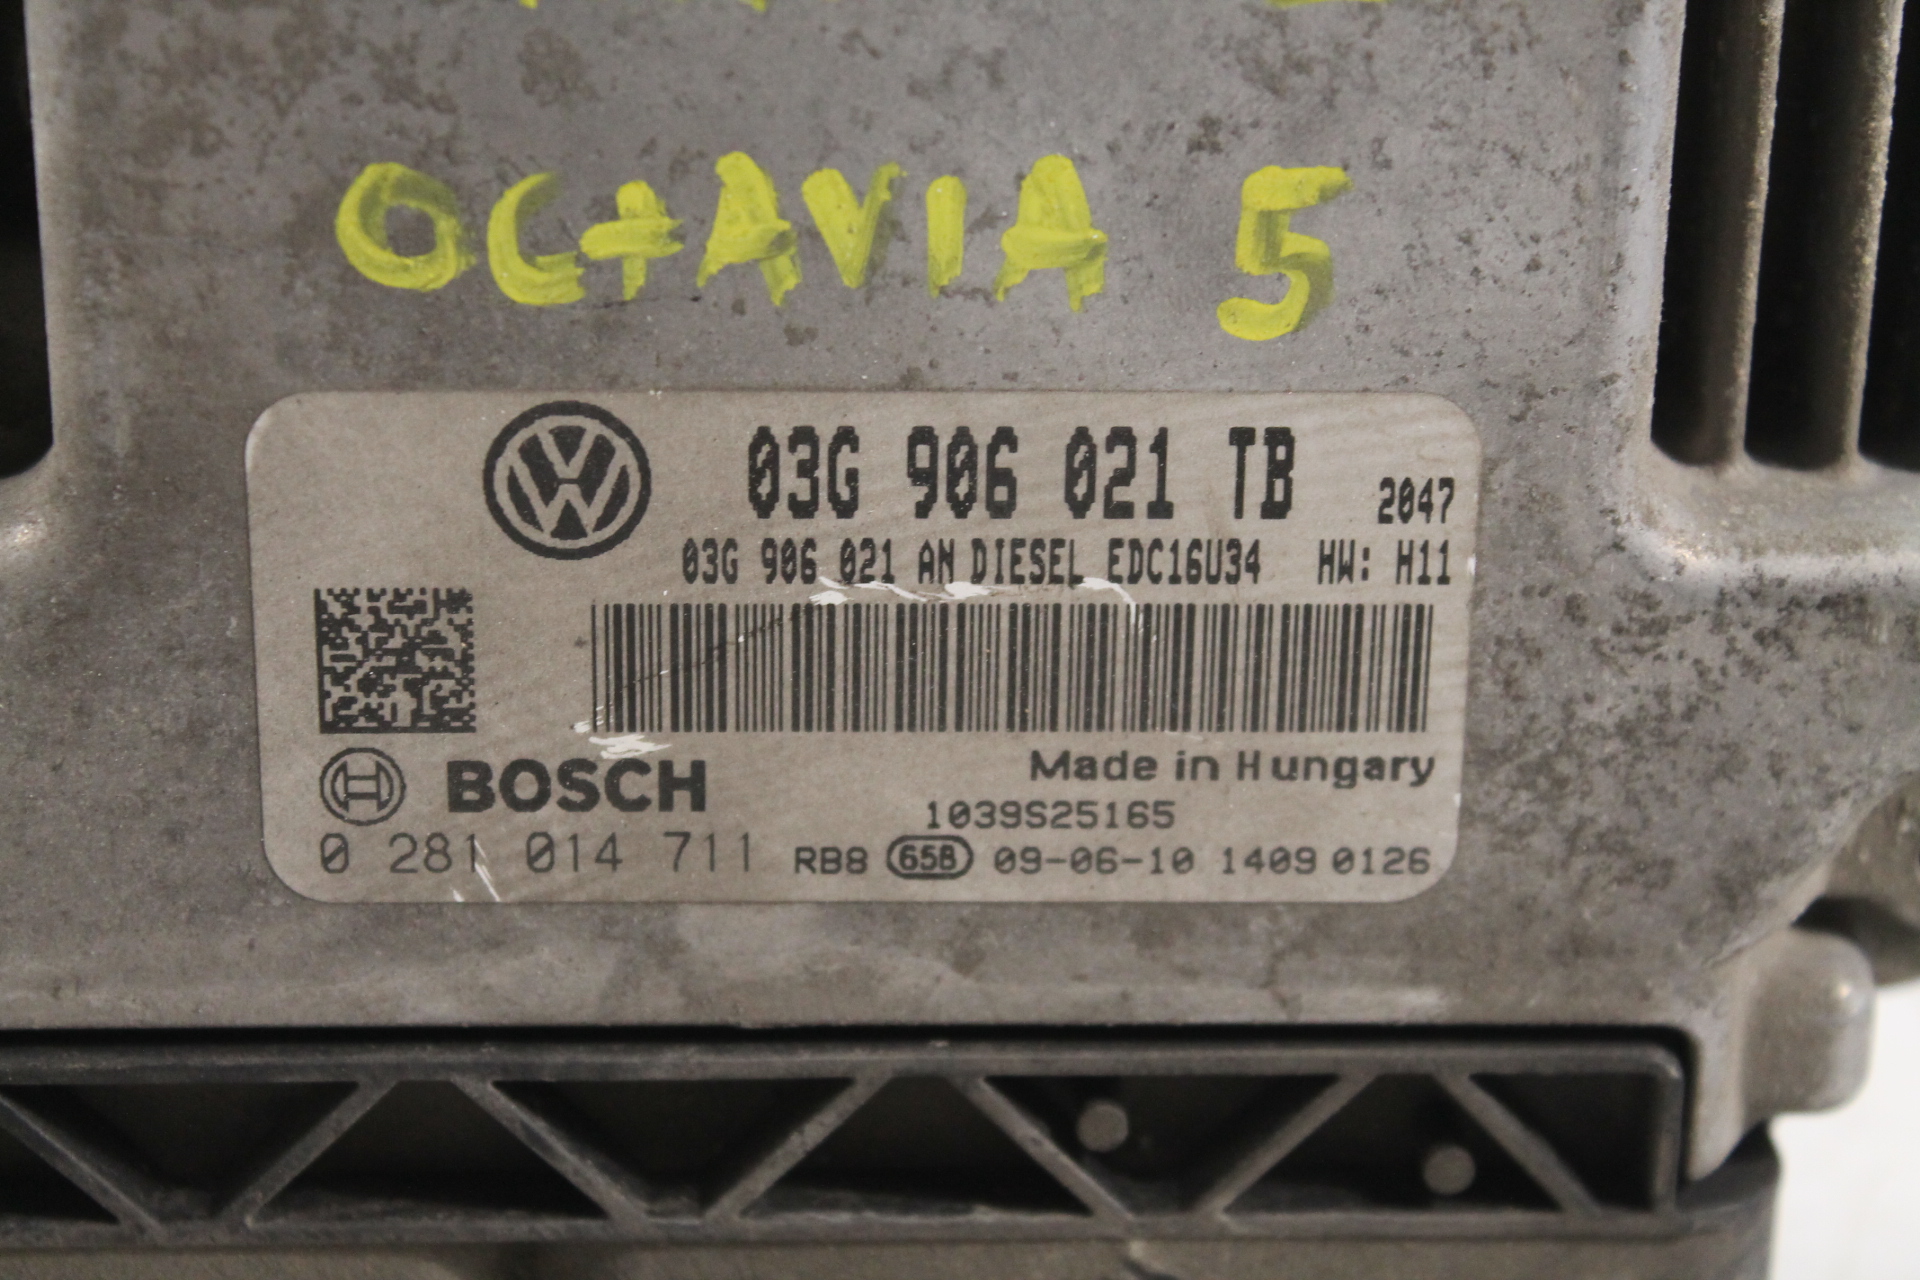 OCTAVIA 5
03G 906 021 TB 2047
03G 906 021 AN DIESEL EDC16U34 HW: H11
BOSCH
Made in Hungary
1039S25165
0 281 014 711 RB8 65B 09-06-10 1409 0126